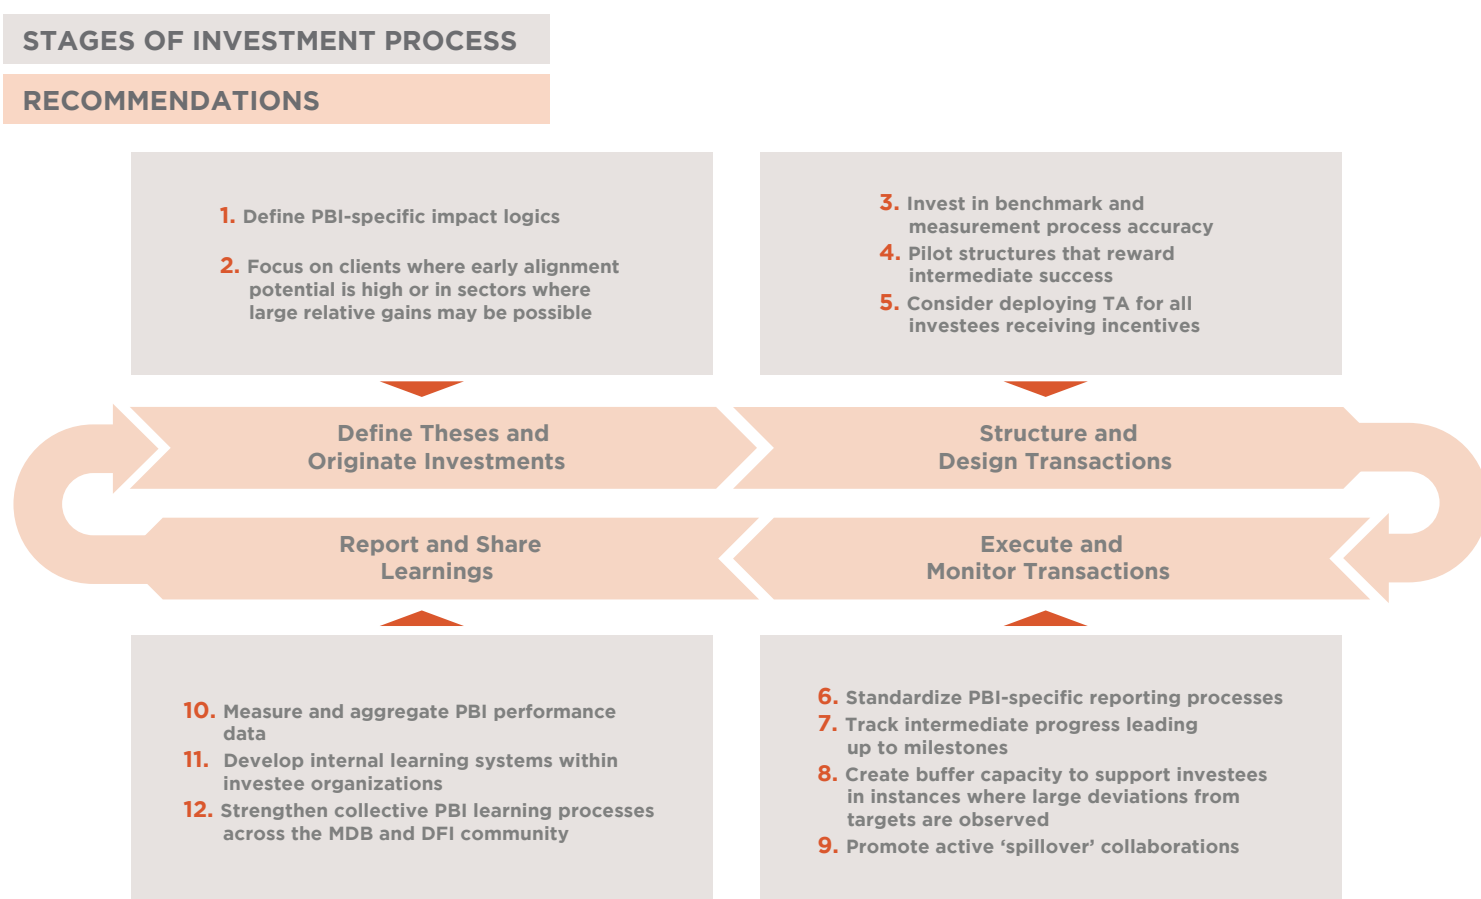 STAGES OF INVESTMENT PROCESS
RECOMMENDATIONS
1. Define PBI-specific impact logics
2. Focus on clients where early alignment
potential is high or in sectors where
large relative gains may be possible
3. Invest in benchmark and
measurement process accuracy
4. Pilot structures that reward
intermediate success
5. Consider deploying TA for all
investees receiving incentives
Define Theses and
Originate Investments
Structure and
Design Transactions
Report and Share
Learnings
Execute and
Monitor Transactions
10. Measure and aggregate PBI performance
data
11. Develop internal learning systems within
investee organizations
12. Strengthen collective PBI learning processes
across the MDB and DFI community
6. Standardize PBI-specific reporting processes
7. Track intermediate progress leading
up to milestones
8. Create buffer capacity to support investees
in instances where large deviations from
targets are observed
9. Promote active ‘spillover’ collaborations